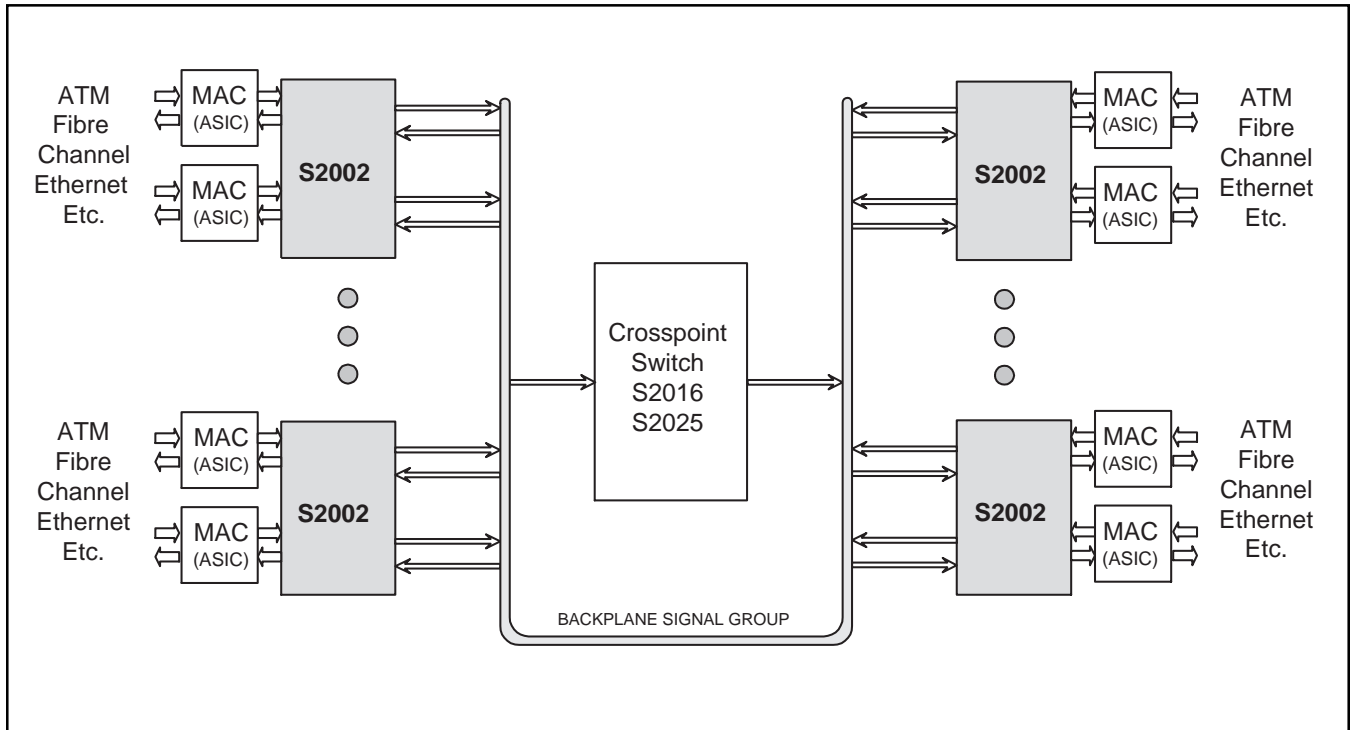 ATM
Fibre
Channel
Ethernet
Etc.
MAC
(ASIC)
MAC
(ASIC)
S2002
S2002
MAC
(ASIC)
MAC
(ASIC)
ATM
Fibre
Channel
Ethernet
Etc.
Crosspoint
Switch
S2016
S2025
ATM
Fibre
Channel
Ethernet
Etc.
MAC
(ASIC)
MAC
(ASIC)
S2002
S2002
MAC
(ASIC)
MAC
(ASIC)
ATM
Fibre
Channel
Ethernet
Etc.
BACKPLANE SIGNAL GROUP